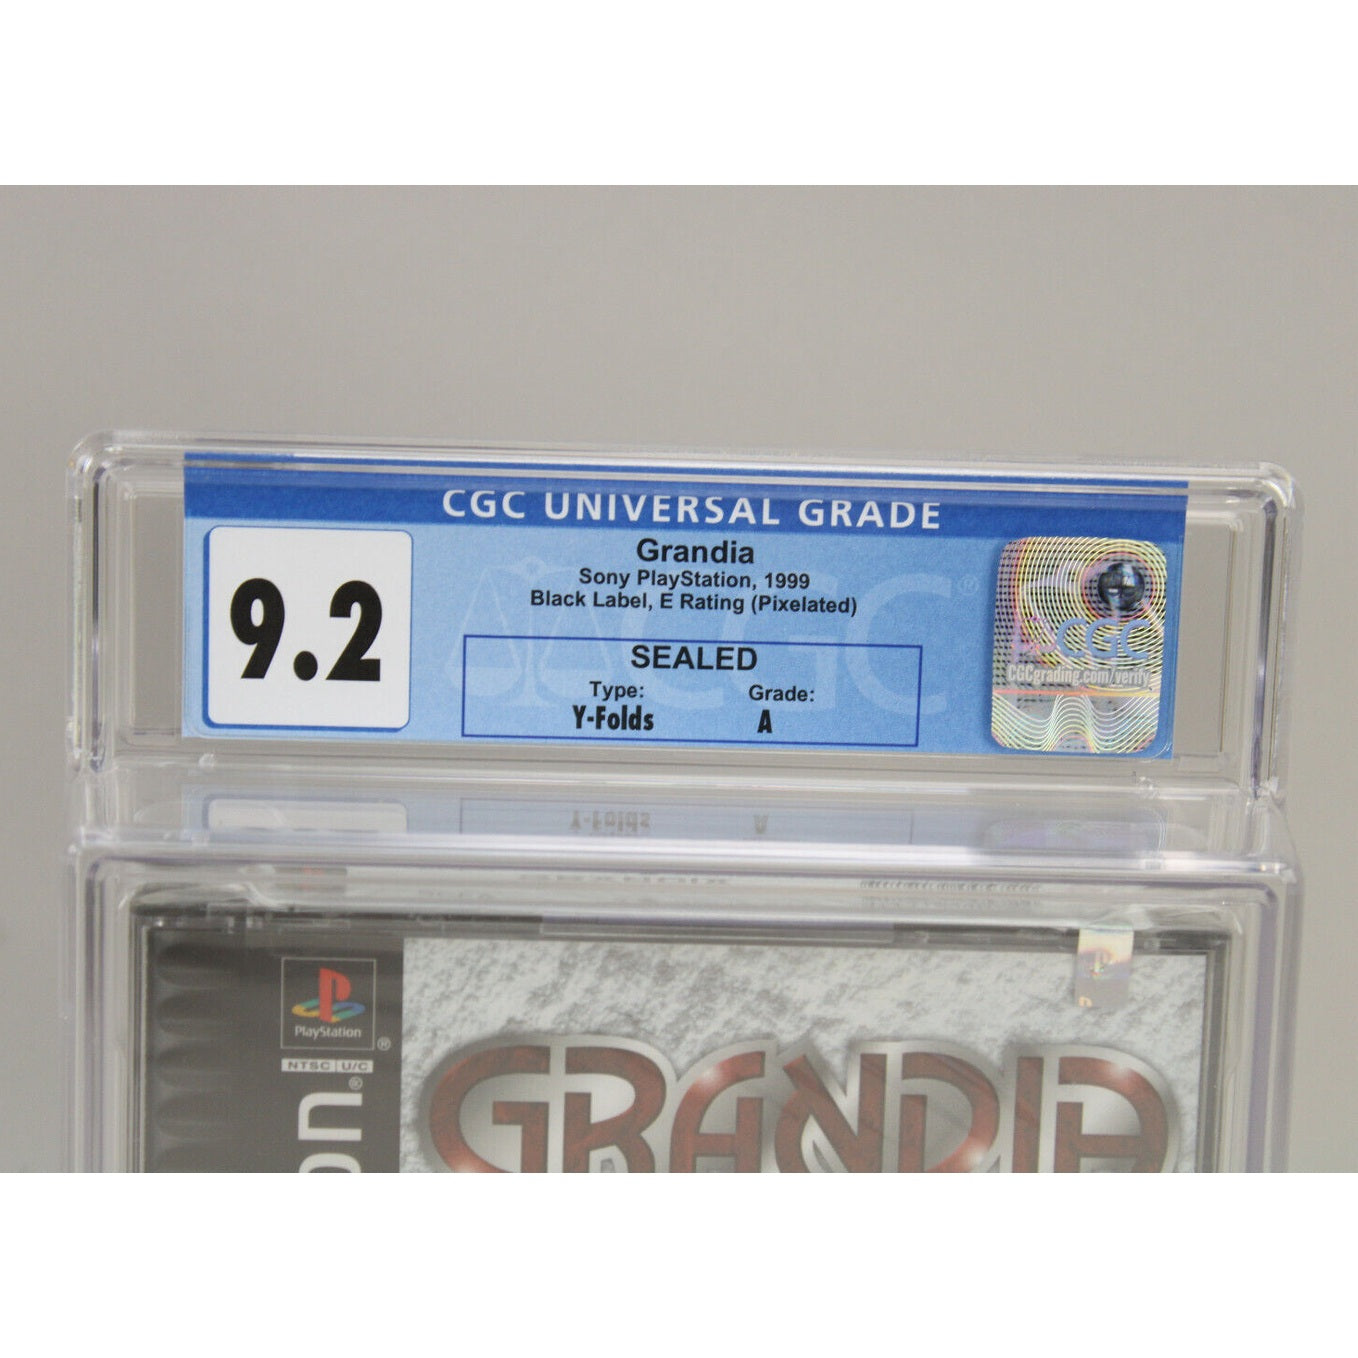 CGC UNIVERSAL GRADE
9.2
Grandia
Sony PlayStation, 1999
Black Label, E Rating (Pixelated)
SEALED
Type: Grade:
Y-Folds A
CGC
CGCgrading.com/verify
PlayStation
NTSC U/C
GRANDIA